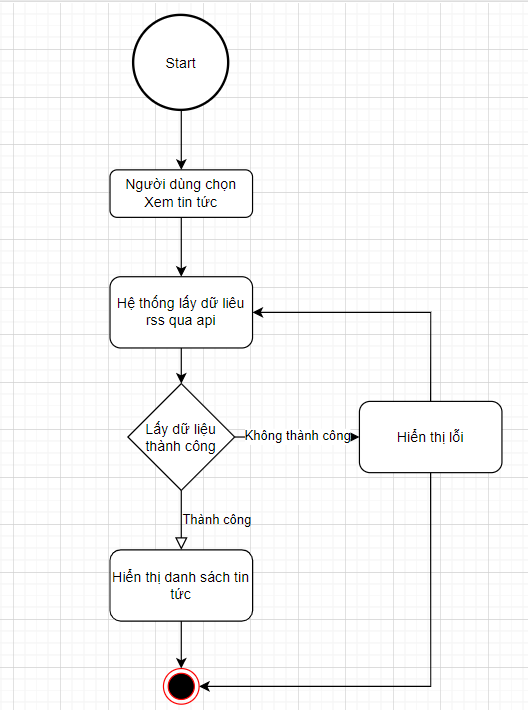 Start
Người dùng chọn
Xem tin tức
Hệ thống lấy dữ liêu
rss qua api
Lấy dữ liệu
thành công
Không thành công
Hiển thị lỗi
Thành công
Hiển thị danh sách tin
tức